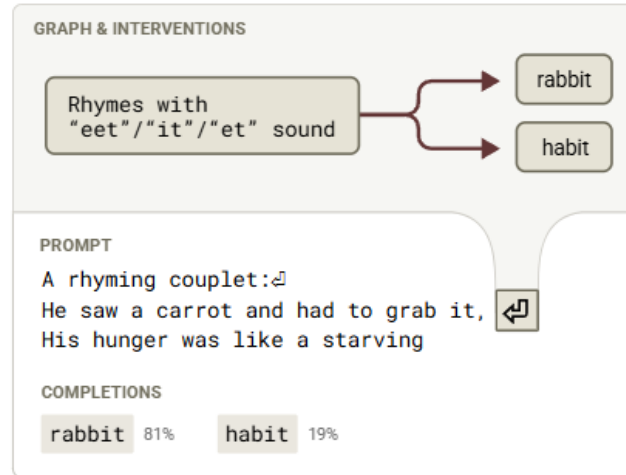 GRAPH & INTERVENTIONS
Rhymes with
“eet”/“it”/“et” sound
rabbit
habit
PROMPT
A rhyming couplet:⏎
He saw a carrot and had to grab it, ⏎
His hunger was like a starving
COMPLETIONS
rabbit 81% habit 19%